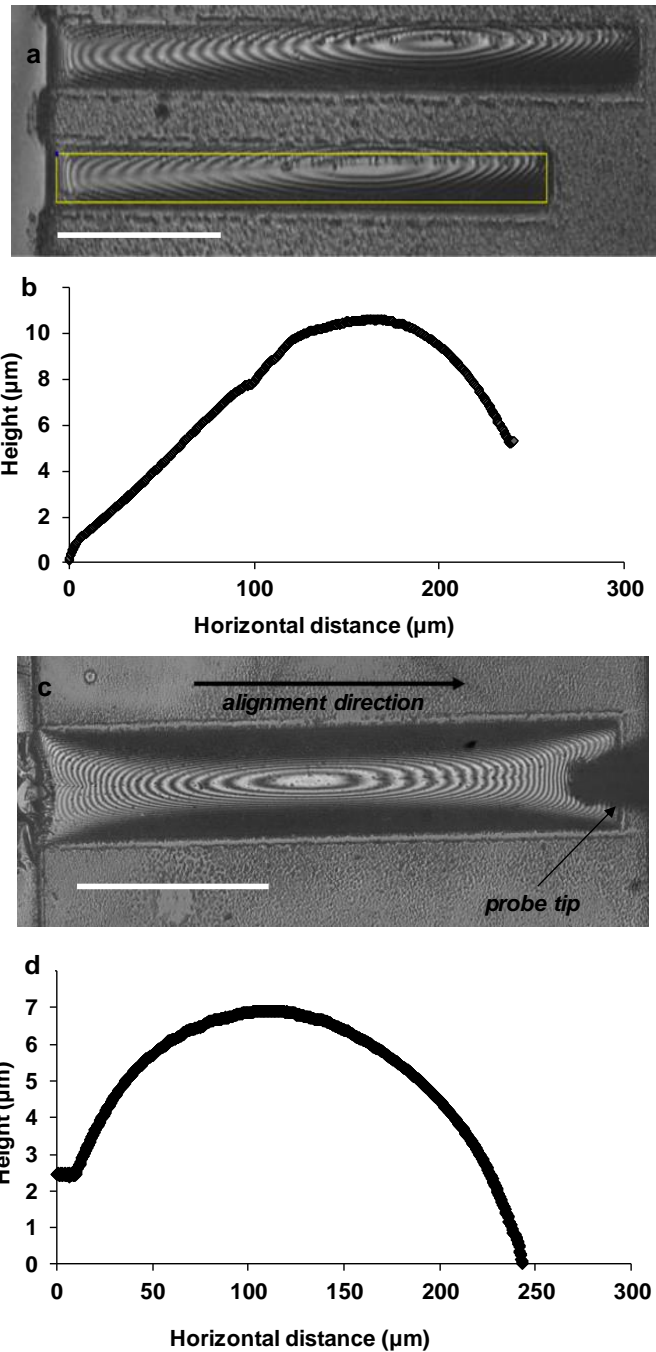 a
b
10
8
6
4
2
0
Height (µm)
0 100 200 300
Horizontal distance (µm)
c
alignment direction
probe tip
d
7
6
5
4
3
2
1
0
Height (µm)
0 50 100 150 200 250 300
Horizontal distance (µm)